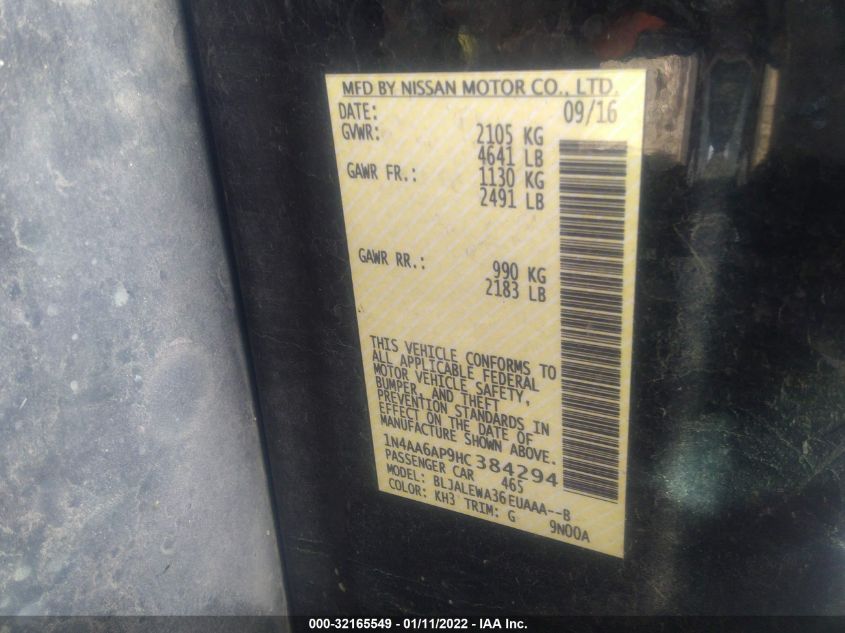 MFD BY NISSAN MOTOR CO., LTD.
DATE: 09/16
GVWR: 2105 KG
4641 LB
GAWR FR.: 1130 KG
2491 LB
GAWR RR.: 990 KG
2183 LB
THIS VEHICLE CONFORMS TO
ALL APPLICABLE FEDERAL
MOTOR VEHICLE SAFETY,
BUMPER, AND THEFT
PREVENTION STANDARDS IN
EFFECT ON THE DATE OF
MANUFACTURE SHOWN ABOVE.
1N4AA6AP9HC384294
PASSENGER CAR 465
MODEL: BLJALEWA36EUAAA--B
COLOR: KH3 TRIM: G 9N00A
000-32165549 - 01/11/2022 - IAA Inc.